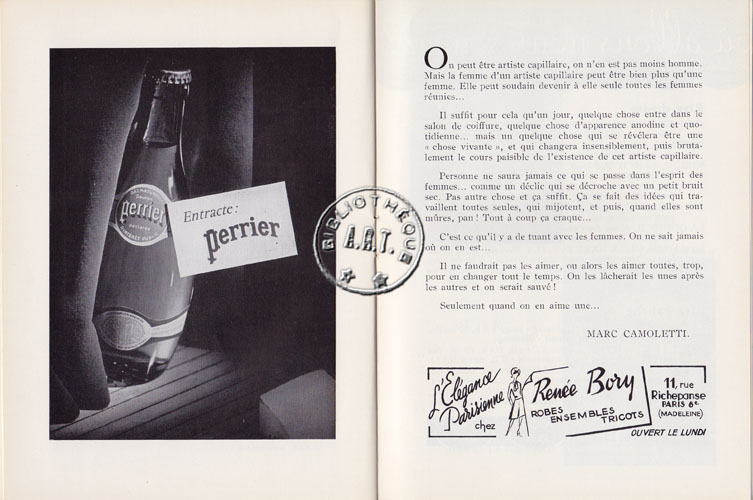 perrier
Entracte :
perrier
BIBLIOTHÈQUE
A.R.T.
On peut être artiste capillaire, on n'en est pas moins homme.
Mais la femme d'un artiste capillaire peut être bien plus qu'une
femme. Elle peut soudain devenir à elle seule toutes les femmes
réunies...
Il suffit pour cela qu'un jour, quelque chose entre dans le
salon de coiffure, quelque chose d'apparence anodine et quo-
tidienne... mais un quelque chose qui se révélera être une
« chose vivante », et qui changera insensiblement, puis bruta-
lement le cours paisible de l'existence de cet artiste capillaire.
Personne ne saura jamais ce qui se passe dans l'esprit des
femmes... comme un déclic qui se décroche avec un petit bruit
sec. Pas autre chose et ça suffit. Ça se fait des idées qui tra-
vaillent toutes seules, qui mijotent, et puis, quand elles sont
mûres, pan ! Tout à coup ça craque...
C'est ce qu'il y a de tuant avec les femmes. On ne sait jamais
où on en est...
Il ne faudrait pas les aimer, ou alors les aimer toutes, trop,
pour en changer tout le temps. On les lâcherait les unes après
les autres et on serait sauvé !
Seulement quand on en aime une...
MARC CAMOLETTI.
L'Élégance
Parisienne
chez
Renée Bory
ROBES
ENSEMBLES
TRICOTS
11, rue
Richepanse
PARIS 8e
(MADELEINE)
OUVERT LE LUNDI